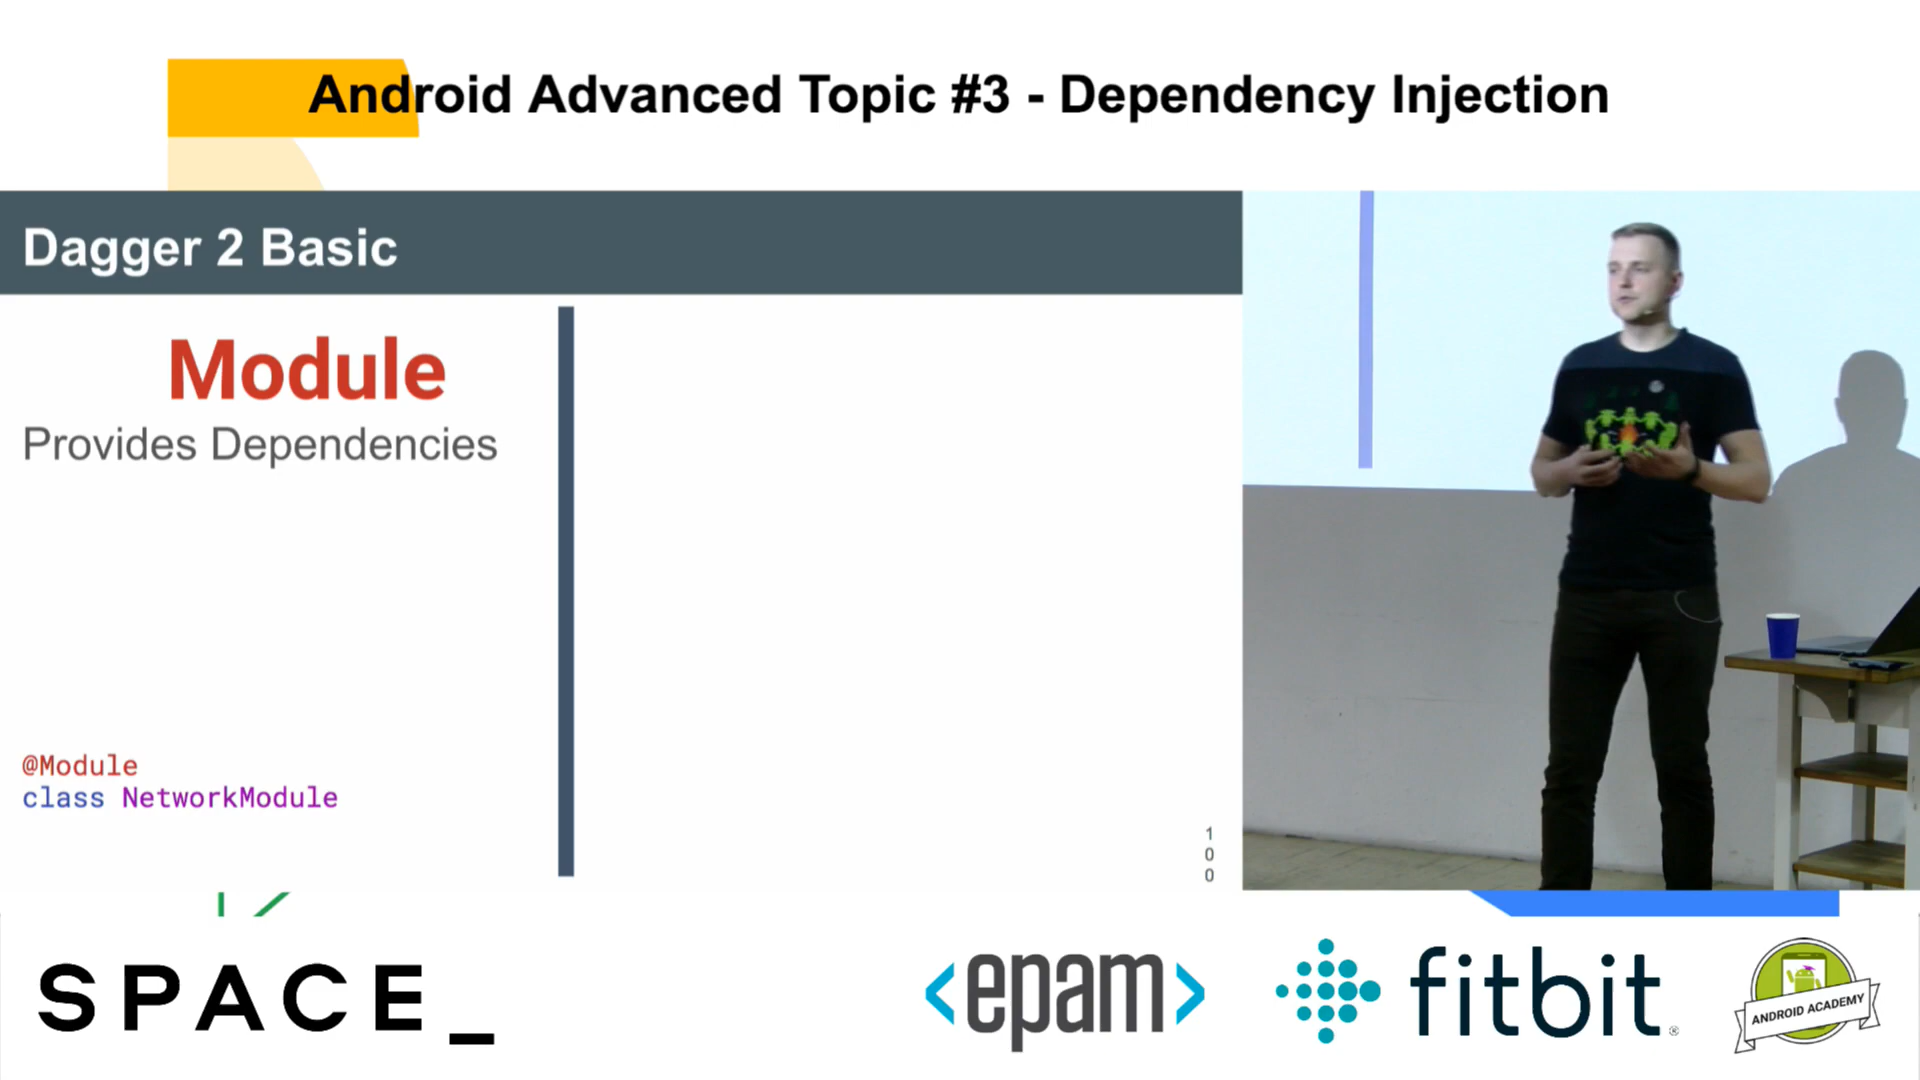 Android Advanced Topic #3 - Dependency Injection
Dagger 2 Basic
Module
Provides Dependencies
@Module
class NetworkModule
1
0
0
SPACE_
<epam>
fitbit®
ANDROID ACADEMY